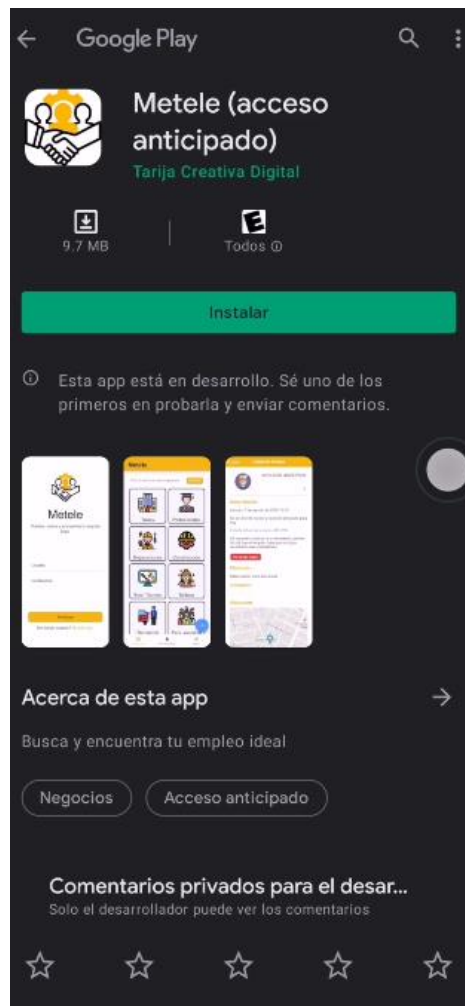 Google Play
Metele (acceso
anticipado)
Tarija Creativa Digital
9.7 MB
E
Todos
Instalar
Esta app está en desarrollo. Sé uno de los
primeros en probarla y enviar comentarios.
Metele
Metele
Acerca de esta app
Busca y encuentra tu empleo ideal
Negocios
Acceso anticipado
Comentarios privados para el desar...
Solo el desarrollador puede ver los comentarios